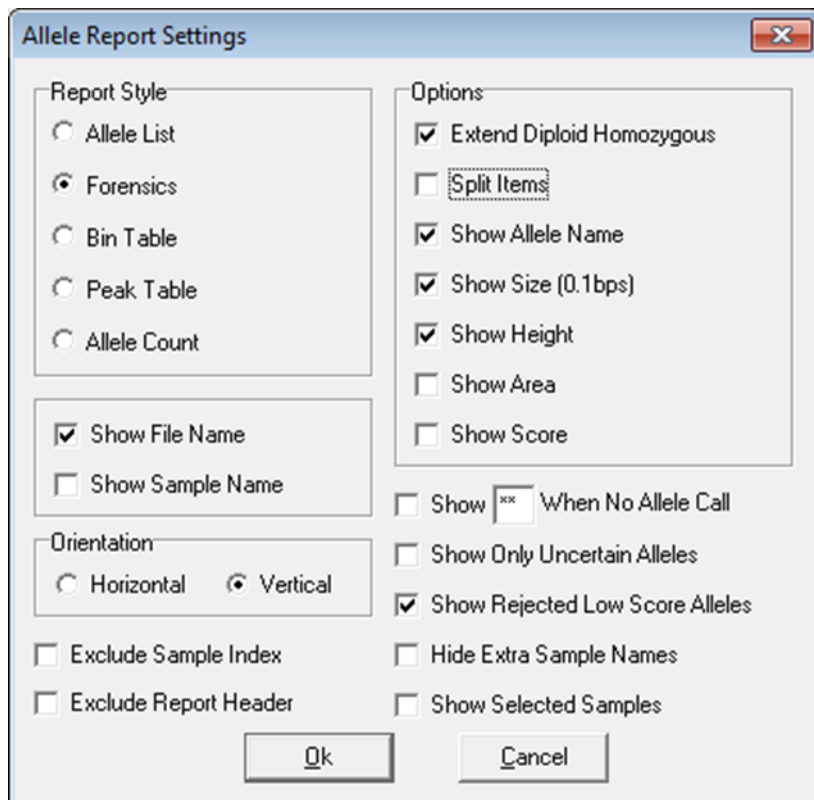 Allele Report Settings
Report Style
Allele List
Forensics
Bin Table
Peak Table
Allele Count
Show File Name
Show Sample Name
Orientation
Horizontal
Vertical
Exclude Sample Index
Exclude Report Header
Options
Extend Diploid Homozygous
Split Items
Show Allele Name
Show Size (0.1bps)
Show Height
Show Area
Show Score
Show ** When No Allele Call
Show Only Uncertain Alleles
Show Rejected Low Score Alleles
Hide Extra Sample Names
Show Selected Samples
Ok
Cancel